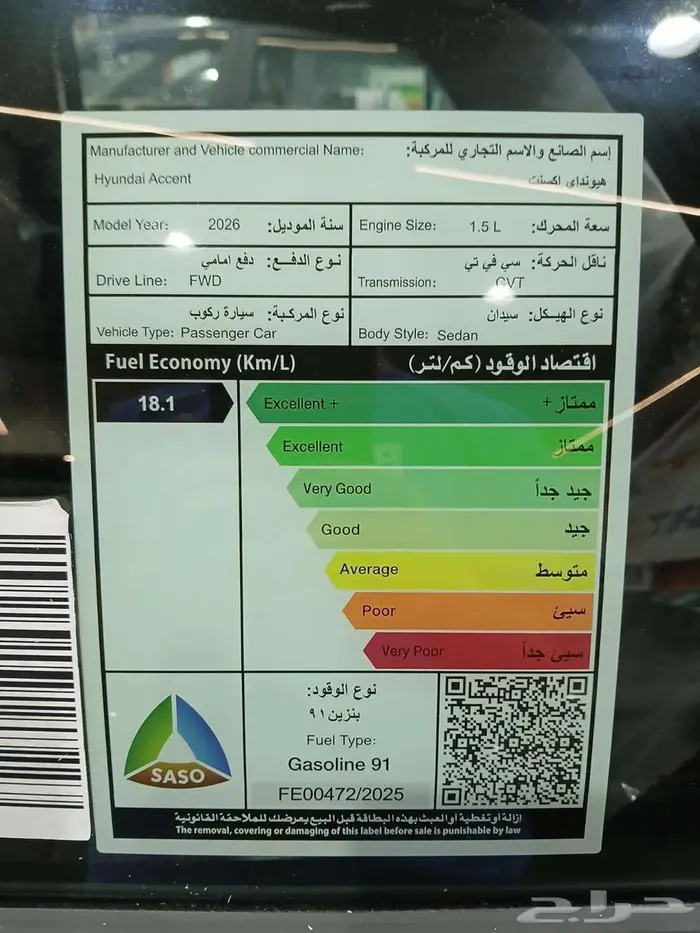 Manufacturer and Vehicle commercial Name: إسم الصانع والاسم التجاري للمركبة:
Hyundai Accent هيونداي اكسنت
Model Year: 2026 سنة الموديل:
Engine Size: 1.5 L سعة المحرك:
نوع الدفـــع: دفع امامي
Drive Line: FWD
ناقل الحركة: سي في تي
Transmission: CVT
نوع المركبة: سيارة ركوب
Vehicle Type: Passenger Car
نوع الهيكل: سيدان
Body Style: Sedan
Fuel Economy (Km/L) اقتصاد الوقود (كم/لتر)
18.1
Excellent + ممتاز +
Excellent ممتاز
Very Good جيد جداً
Good جيد
Average متوسط
Poor سيئ
Very Poor سيئ جداً
SASO
نوع الوقود:
بنزين ٩١
Fuel Type:
Gasoline 91
FE00472/2025
إزالة أو تغطية أو العبث بهذه البطاقة قبل البيع يعرضك للملاحقة القانونية
The removal, covering or damaging of this label before sale is punishable by law
حراج